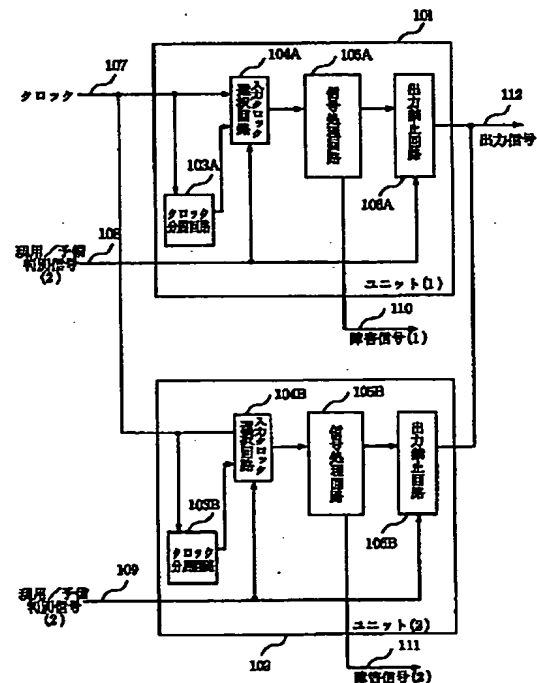 101
107
104A
105A
クロック
入力クロック
選択回路
信号処理回路
出力禁止回路
112
出力信号
103A
クロック
分周回路
106A
108
現用/予備
判別信号
(2)
ユニット(1)
110
障害信号(1)
104B
105B
入力クロック
選択回路
信号処理回路
出力禁止回路
103B
クロック
分周回路
106B
109
現用/予備
判別信号
(2)
ユニット(2)
102
111
障害信号(2)